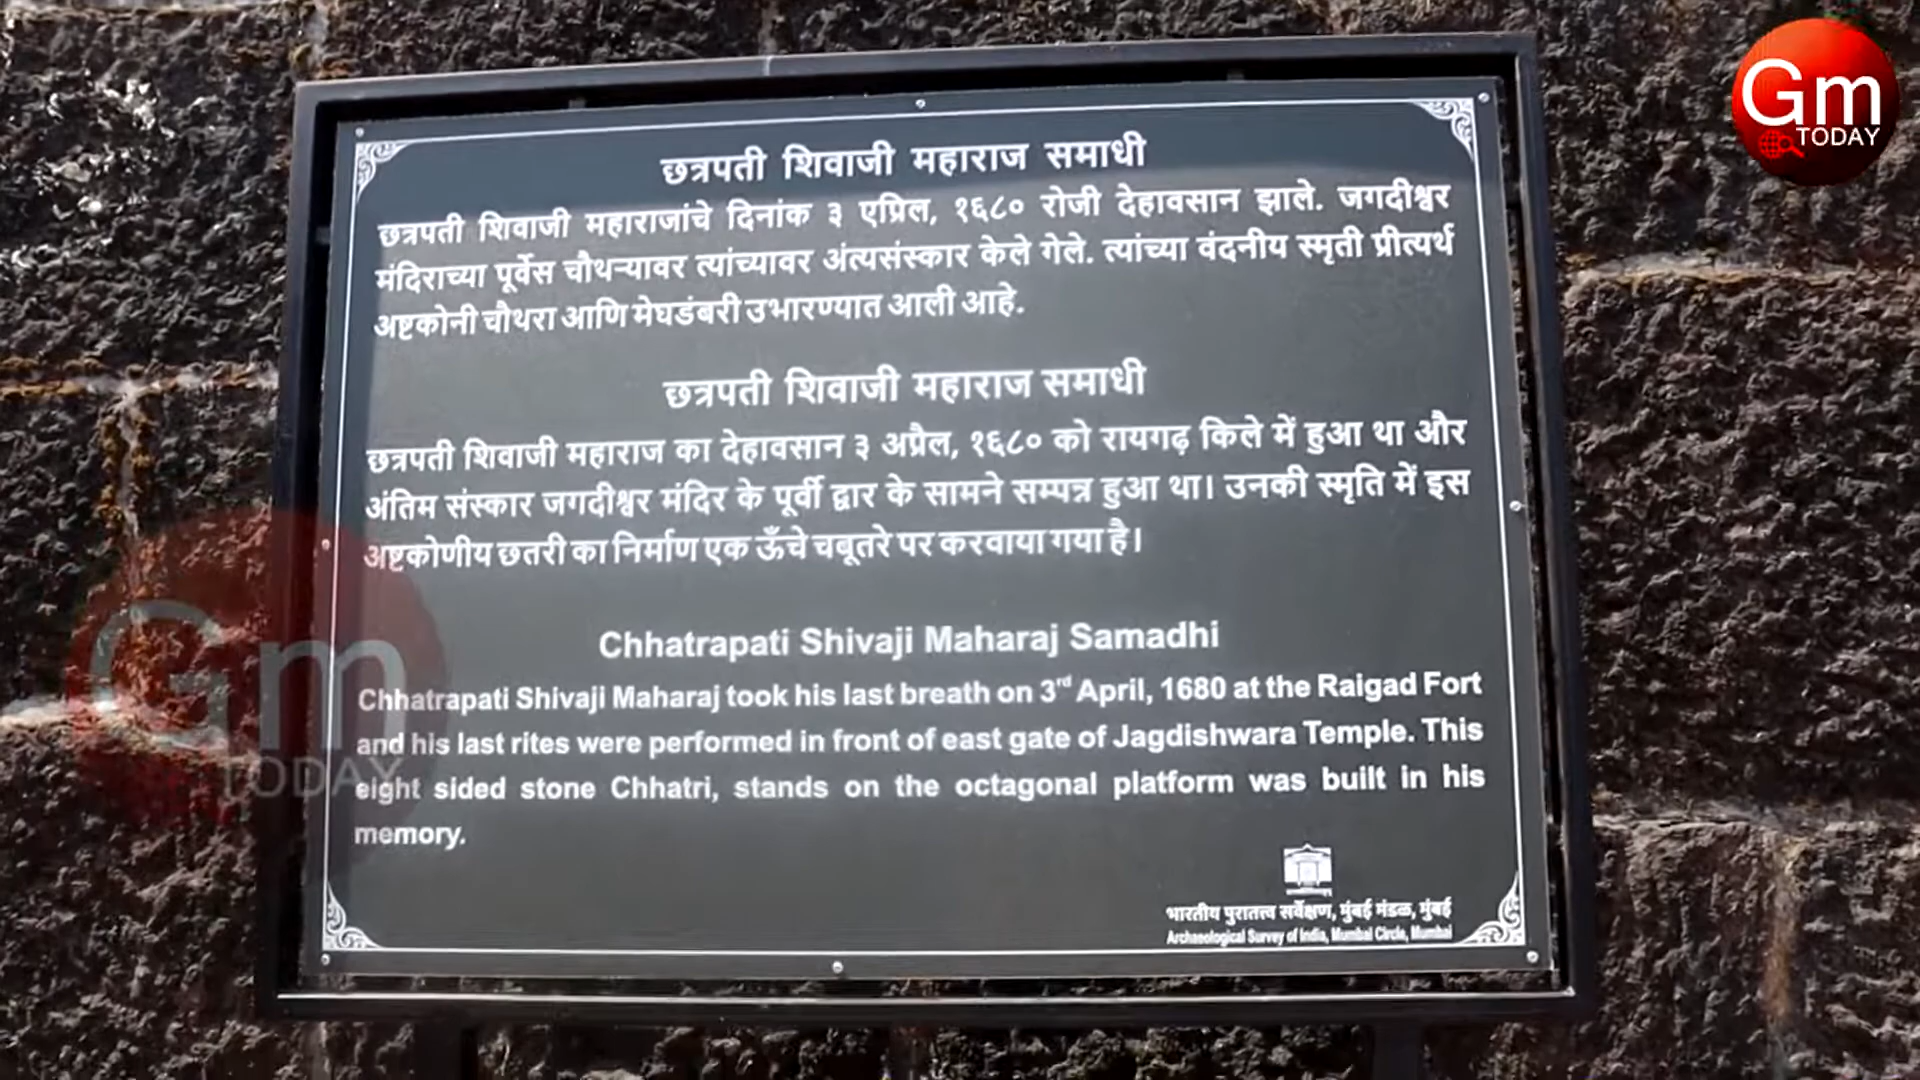 Gm
TODAY
छत्रपती शिवाजी महाराज समाधी
छत्रपती शिवाजी महाराजांचे दिनांक ३ एप्रिल, १६८० रोजी देहावसान झाले. जगदीश्वर
मंदिराच्या पूर्वेस चौथऱ्यावर त्यांच्यावर अंत्यसंस्कार केले गेले. त्यांच्या वंदनीय स्मृती प्रीत्यर्थ
अष्टकोनी चौथरा आणि मेघडंबरी उभारण्यात आली आहे.
छत्रपती शिवाजी महाराज समाधी
छत्रपती शिवाजी महाराज का देहावसान ३ अप्रैल, १६८० को रायगढ़ किले में हुआ था और
अंतिम संस्कार जगदीश्वर मंदिर के पूर्वी द्वार के सामने सम्पन्न हुआ था। उनकी स्मृति में इस
अष्टकोणीय छतरी का निर्माण एक ऊँचे चबूतरे पर करवाया गया है।
Chhatrapati Shivaji Maharaj Samadhi
Chhatrapati Shivaji Maharaj took his last breath on 3rd April, 1680 at the Raigad Fort
and his last rites were performed in front of east gate of Jagdishwara Temple. This
eight sided stone Chhatri, stands on the octagonal platform was built in his
memory.
Gm
TODAY
भारतीय पुरातत्त्व सर्वेक्षण, मुंबई मंडळ, मुंबई
Archaeological Survey of India, Mumbai Circle, Mumbai